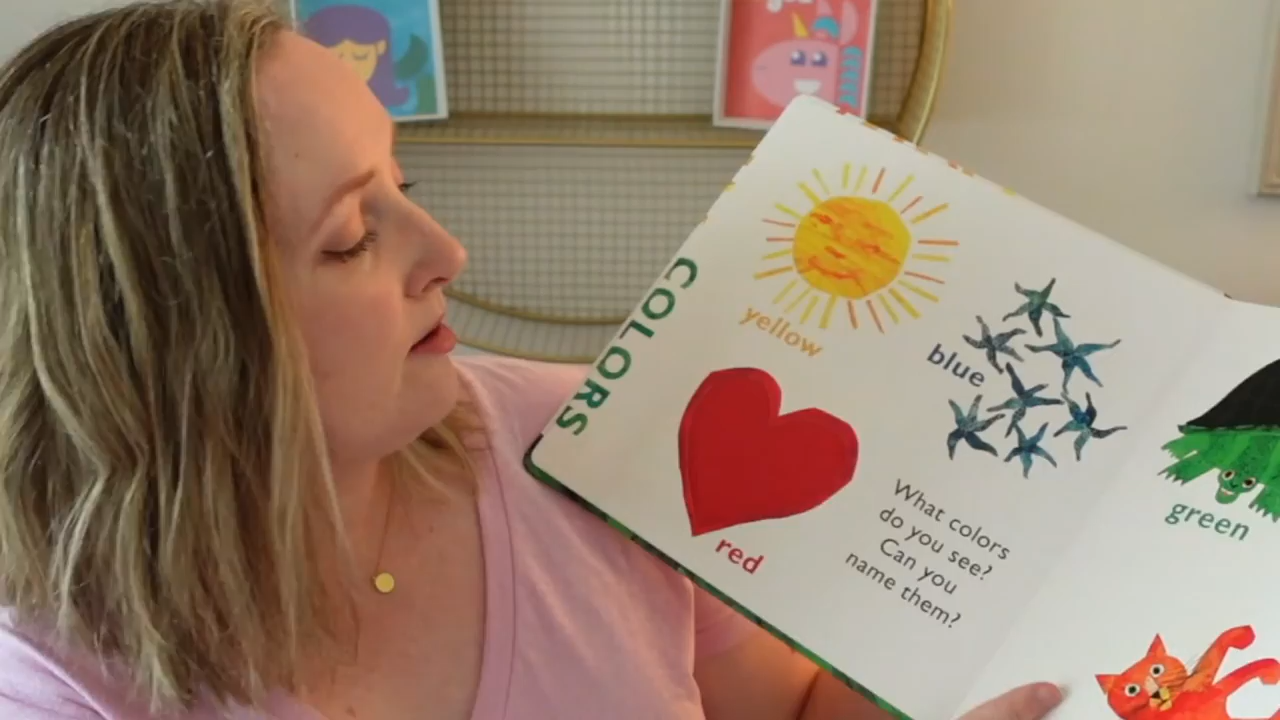 COLORS
yellow
blue
red
What colors
do you see?
Can you
name them?
green